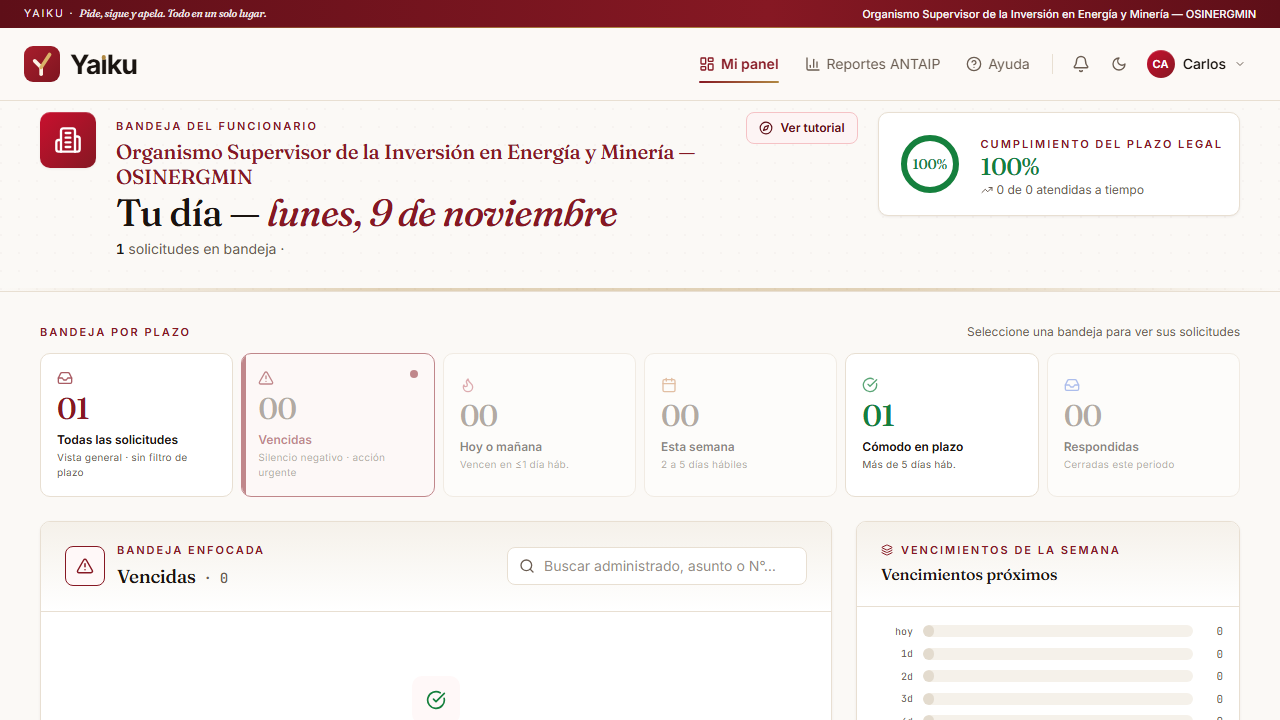 YAIKU · Pide, sigue y apela. Todo en un solo lugar.
Organismo Supervisor de la Inversión en Energía y Minería — OSINERGMIN
Yaiku
Mi panel
Reportes ANTAIP
Ayuda
CA
Carlos
BANDEJA DEL FUNCIONARIO
Organismo Supervisor de la Inversión en Energía y Minería —
OSINERGMIN
Tu día — lunes, 9 de noviembre
1 solicitudes en bandeja ·
Ver tutorial
100%
CUMPLIMIENTO DEL PLAZO LEGAL
100%
0 de 0 atendidas a tiempo
BANDEJA POR PLAZO
Seleccione una bandeja para ver sus solicitudes
01
Todas las solicitudes
Vista general · sin filtro de
plazo
00
Vencidas
Silencio negativo · acción
urgente
00
Hoy o mañana
Vencen en ≤1 día háb.
00
Esta semana
2 a 5 días hábiles
01
Cómodo en plazo
Más de 5 días háb.
00
Respondidas
Cerradas este periodo
BANDEJA ENFOCADA
Vencidas · 0
Buscar administrado, asunto o N°...
VENCIMIENTOS DE LA SEMANA
Vencimientos próximos
hoy 0
1d 0
2d 0
3d 0